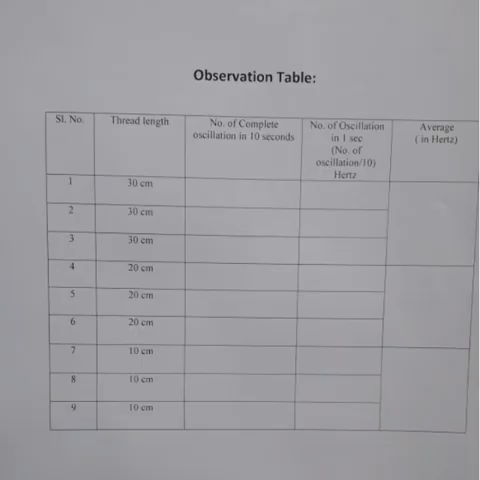 Observation Table:
Sl. No. Thread length No. of Complete oscillation in 10 seconds No. of Oscillation in 1 sec (No. of oscillation/10) Hertz Average ( in Hertz)
1 30 cm
2 30 cm
3 30 cm
4 20 cm
5 20 cm
6 20 cm
7 10 cm
8 10 cm
9 10 cm